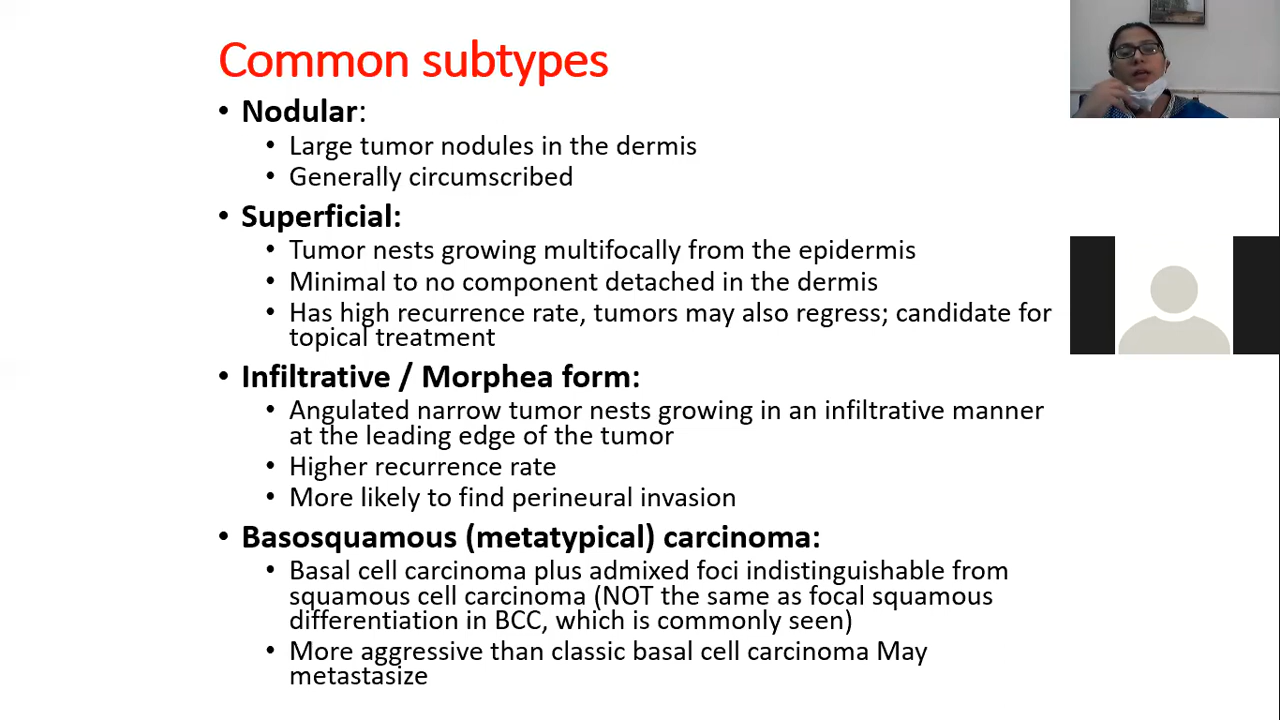 Common subtypes
• Nodular:
• Large tumor nodules in the dermis
• Generally circumscribed
• Superficial:
• Tumor nests growing multifocally from the epidermis
• Minimal to no component detached in the dermis
• Has high recurrence rate, tumors may also regress; candidate for
topical treatment
• Infiltrative / Morphea form:
• Angulated narrow tumor nests growing in an infiltrative manner
at the leading edge of the tumor
• Higher recurrence rate
• More likely to find perineural invasion
• Basosquamous (metatypical) carcinoma:
• Basal cell carcinoma plus admixed foci indistinguishable from
squamous cell carcinoma (NOT the same as focal squamous
differentiation in BCC, which is commonly seen)
• More aggressive than classic basal cell carcinoma May
metastasize